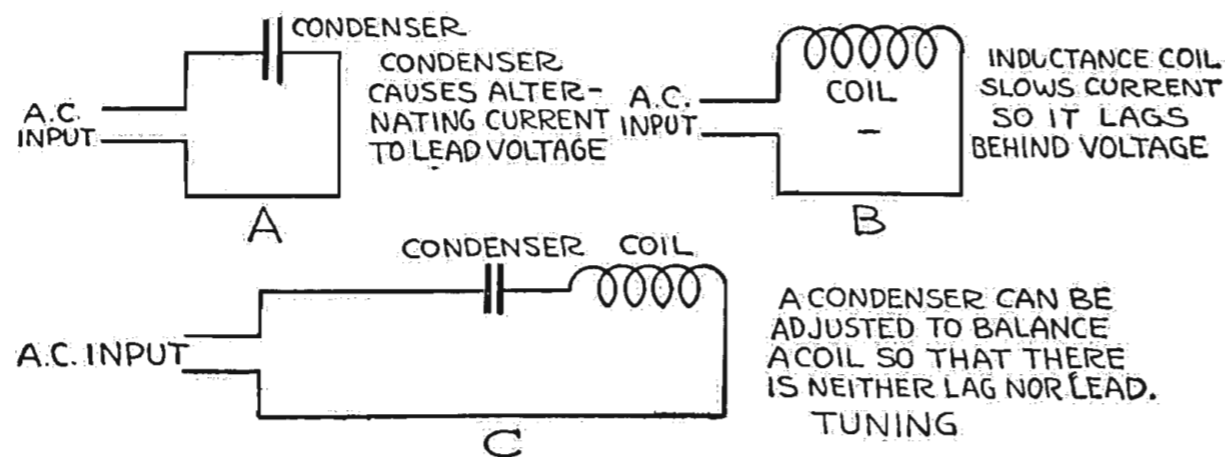 CONDENSER
CONDENSER
CAUSES ALTER-
NATING CURRENT
TO LEAD VOLTAGE
A.C.
INPUT
A
COIL
A.C.
INPUT
INDUCTANCE COIL
SLOWS CURRENT
SO IT LAGS
BEHIND VOLTAGE
B
CONDENSER COIL
A.C. INPUT
A CONDENSER CAN BE
ADJUSTED TO BALANCE
A COIL SO THAT THERE
IS NEITHER LAG NOR LEAD.
TUNING
C